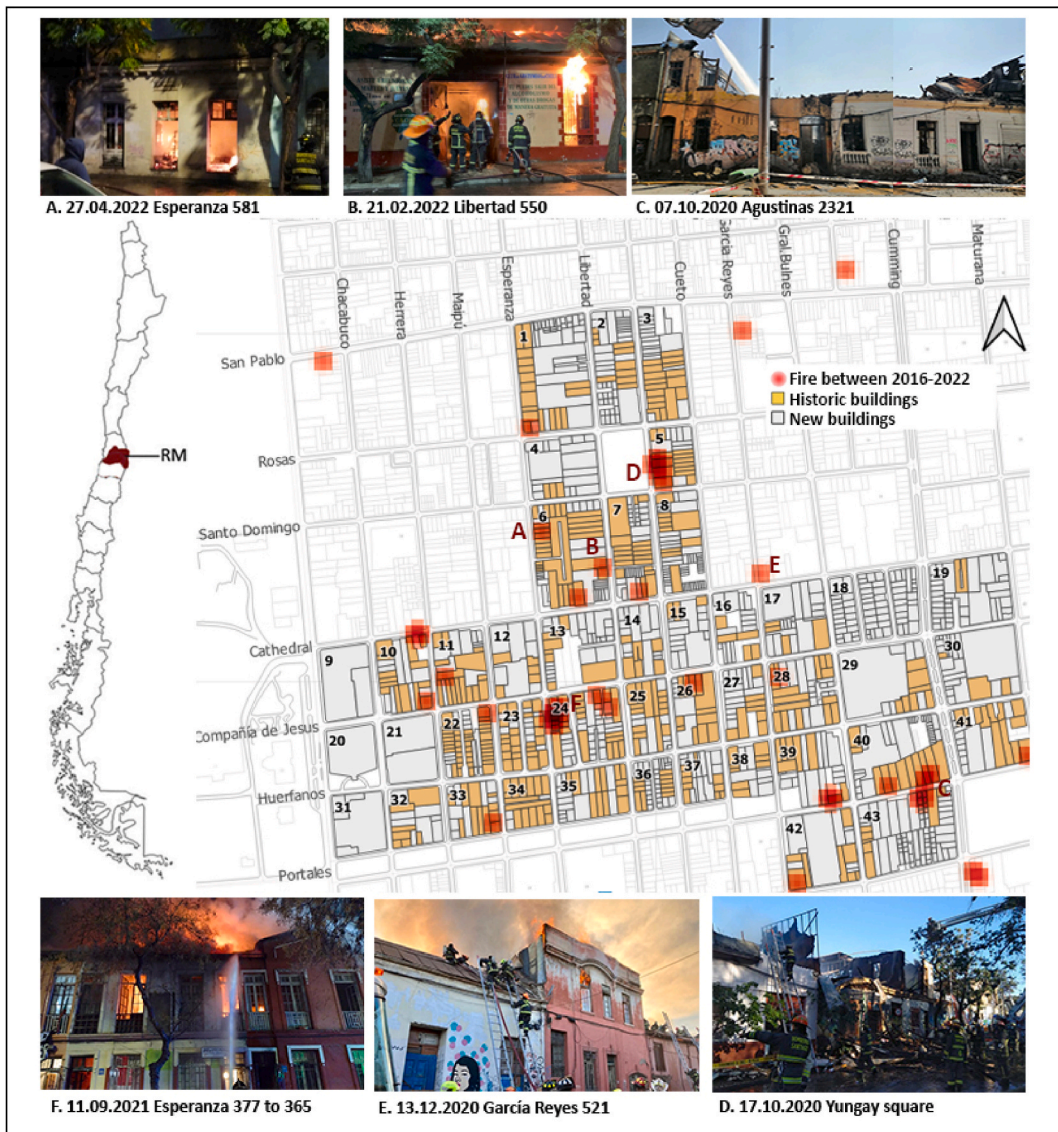 A. 27.04.2022 Esperanza 581
B. 21.02.2022 Libertad 550
C. 07.10.2020 Agustinas 2321
Chacabuco
Herrera
Maipú
Esperanza
Libertad
Cueto
García Reyes
Gral.Bulnes
Cumming
Maturana
San Pablo
Rosas
Santo Domingo
Cathedral
Compañía de Jesus
Huerfanos
Portales
RM
Fire between 2016-2022
Historic buildings
New buildings
1
2
3
4
5
D
A
6
7
8
B
E
9
10
11
12
13
14
15
16
17
18
19
20
21
22
23
24
F
25
26
27
28
29
30
31
32
33
34
35
36
37
38
39
40
41
C
42
43
F. 11.09.2021 Esperanza 377 to 365
E. 13.12.2020 García Reyes 521
D. 17.10.2020 Yungay square